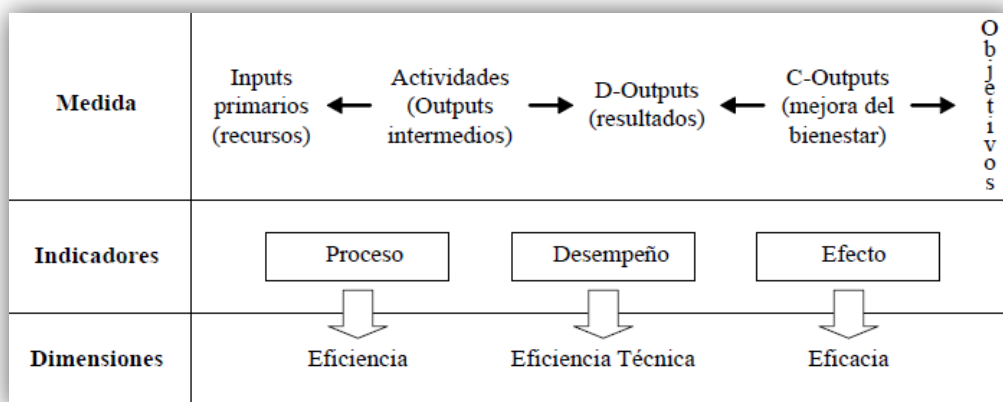 Medida
Inputs
primarios
(recursos)
Actividades
(Outputs
intermedios)
D-Outputs
(resultados)
C-Outputs
(mejora del
bienestar)
Objetivos
Indicadores
Proceso
Desempeño
Efecto
Dimensiones
Eficiencia
Eficiencia Técnica
Eficacia